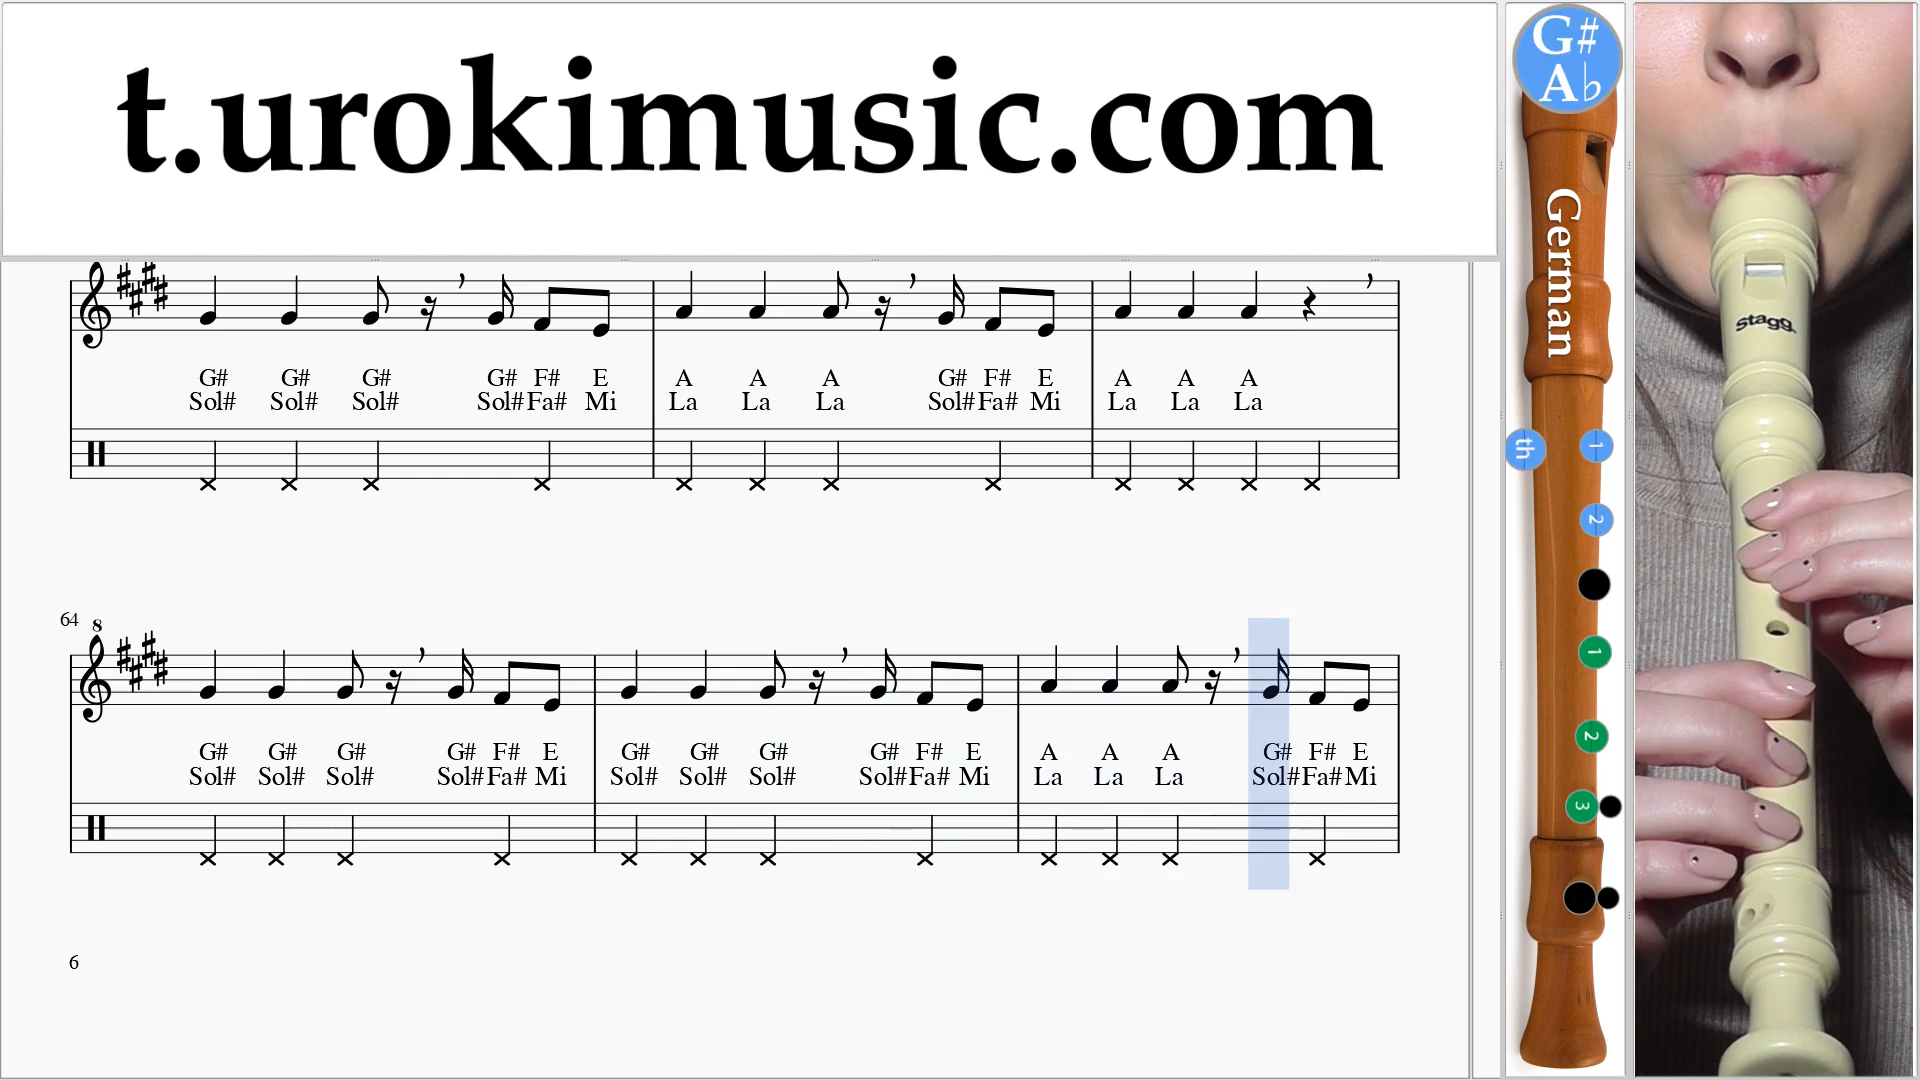 t.urokimusic.com
G# G# G# G# F# E A A A G# F# E A A A
Sol# Sol# Sol# Sol# Fa# Mi La La La Sol# Fa# Mi La La La
64
8
G# G# G# G# F# E G# G# G# G# F# E A A A G# F# E
Sol# Sol# Sol# Sol# Fa# Mi Sol# Sol# Sol# Sol# Fa# Mi La La La Sol# Fa# Mi
6
G#
A♭
German
th
1
2
1
2
3
Stagg